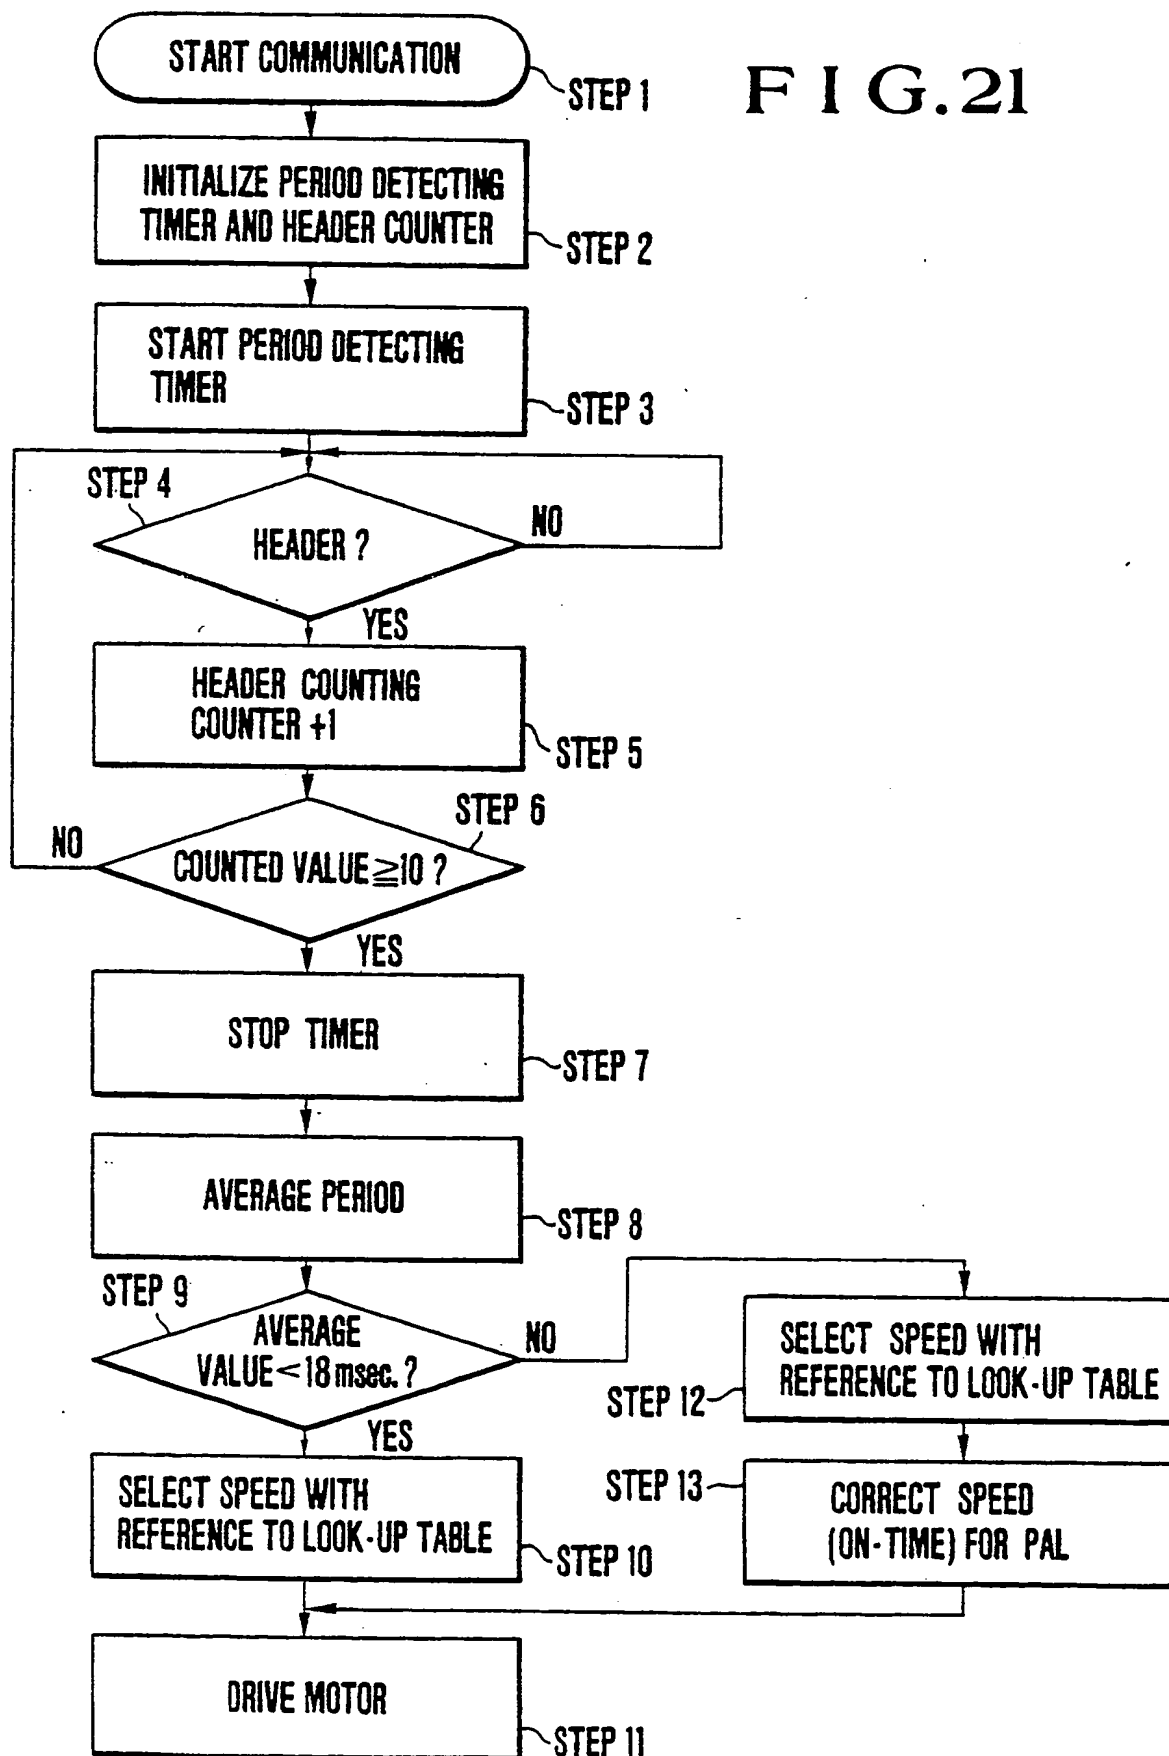 FIG.21
START COMMUNICATION
STEP 1
INITIALIZE PERIOD DETECTING
TIMER AND HEADER COUNTER
STEP 2
START PERIOD DETECTING
TIMER
STEP 3
STEP 4
HEADER ?
NO
YES
HEADER COUNTING
COUNTER +1
STEP 5
STEP 6
NO
COUNTED VALUE ≧10 ?
YES
STOP TIMER
STEP 7
AVERAGE PERIOD
STEP 8
STEP 9
AVERAGE
VALUE < 18 msec. ?
NO
YES
SELECT SPEED WITH
REFERENCE TO LOOK-UP TABLE
STEP 10
SELECT SPEED WITH
REFERENCE TO LOOK-UP TABLE
STEP 12
STEP 13
CORRECT SPEED
(ON-TIME) FOR PAL
DRIVE MOTOR
STEP 11